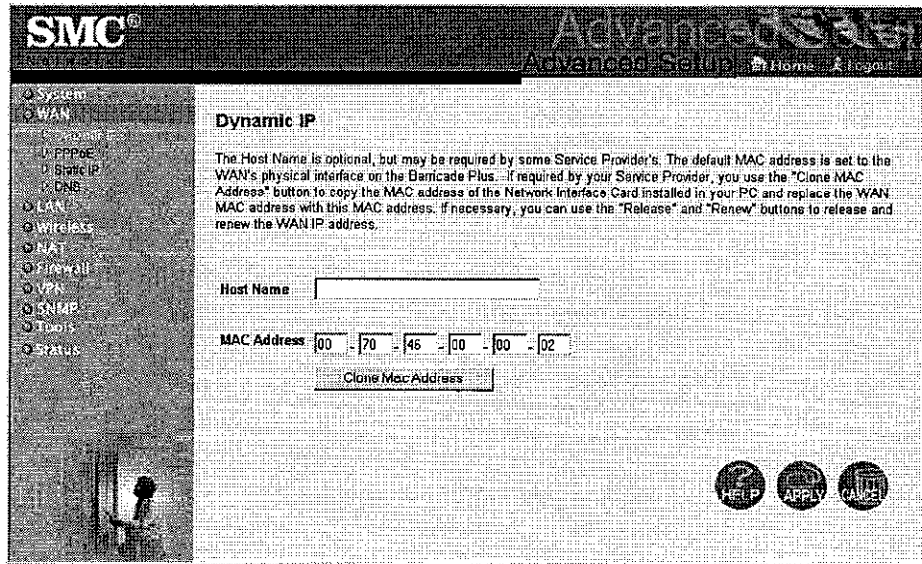 SMC®
Networks
Advanced Setup
Home Logout
System
WAN
PPPoE
Static IP
DNS
LAN
Wireless
NAT
Firewall
VPN
SNMP
Tools
Status
Dynamic IP
The Host Name is optional, but may be required by some Service Provider's. The default MAC address is set to the
WAN's physical interface on the Barricade Plus. If required by your Service Provider, you use the "Clone MAC
Address" button to copy the MAC address of the Network Interface Card installed in your PC and replace the WAN
MAC address with this MAC address. If necessary, you can use the "Release" and "Renew" buttons to release and
renew the WAN IP address.
Host Name
MAC Address 00 - 70 - 46 - 00 - 00 - 02
Clone Mac Address
HELP APPLY CANCEL